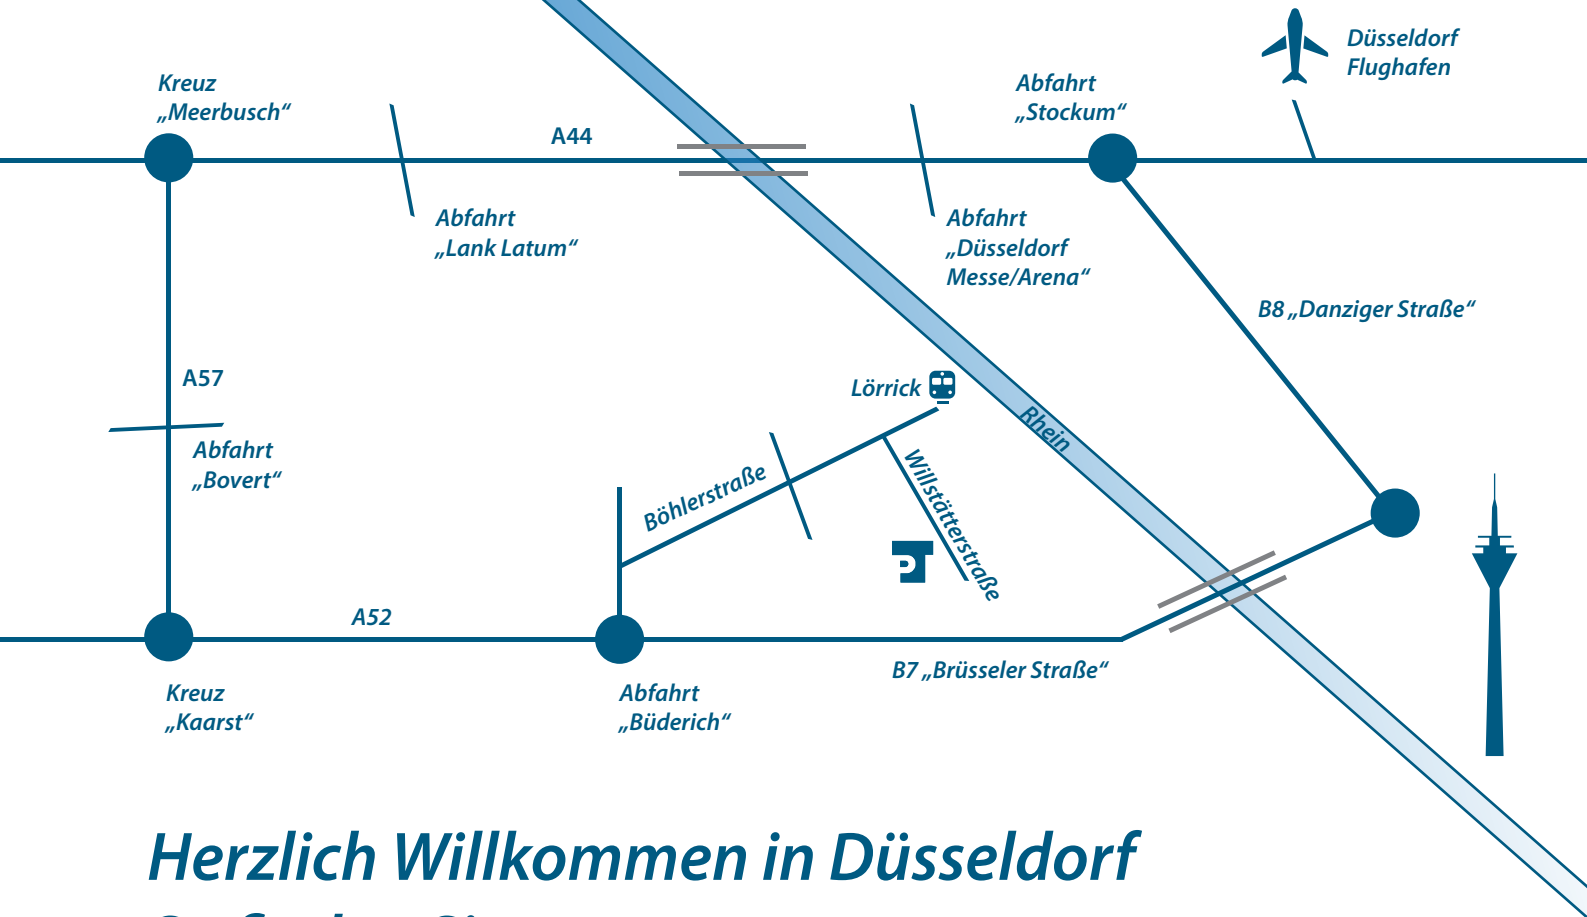 Düsseldorf
Flughafen
Kreuz
„Meerbusch“
Abfahrt
„Stockum“
A44
Abfahrt
„Lank Latum“
Abfahrt
„Düsseldorf
Messe/Arena“
B8 „Danziger Straße“
A57
Lörrick
Rhein
Abfahrt
„Bovert“
Böhlerstraße
Willstätterstraße
A52
B7 „Brüsseler Straße“
Kreuz
„Kaarst“
Abfahrt
„Büderich“
Herzlich Willkommen in Düsseldorf